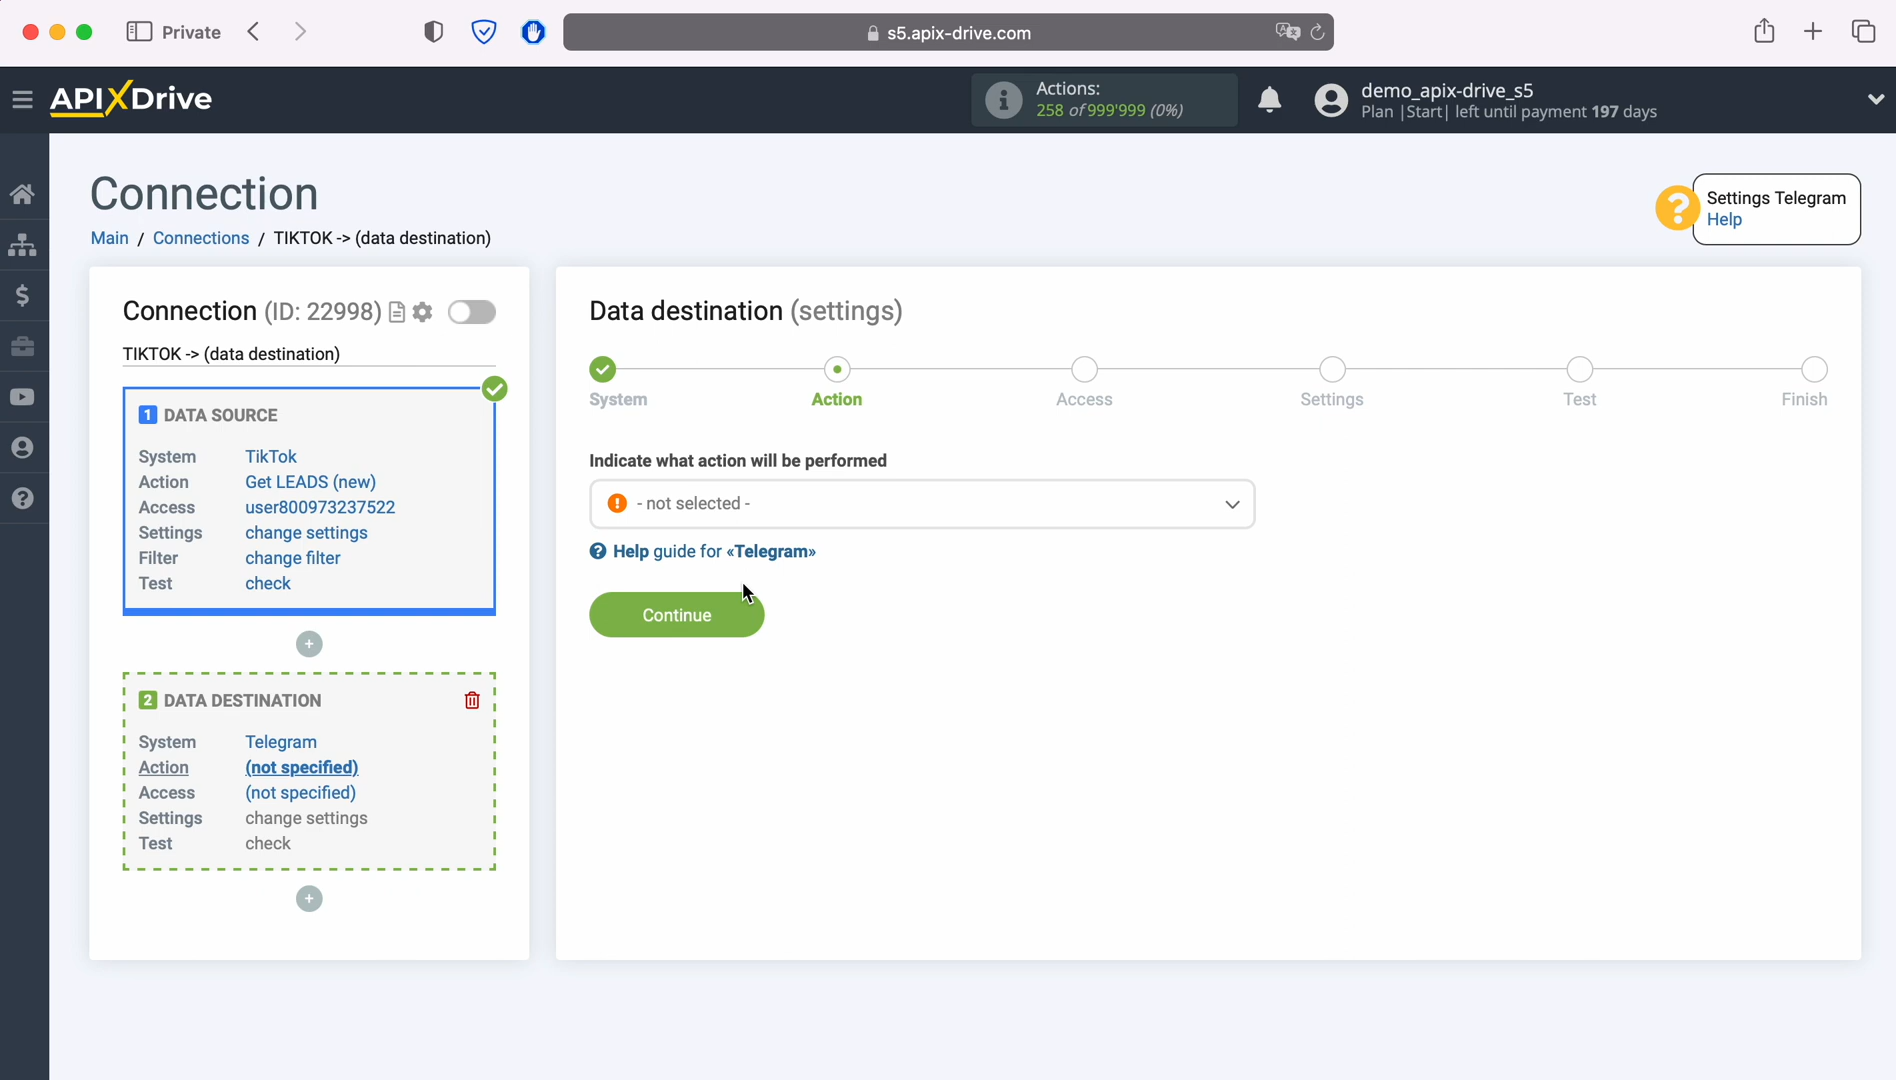 Private
s5.apix-drive.com
APIXDrive
Actions:
258 of 999'999 (0%)
demo_apix-drive_s5
Plan |Start| left until payment 197 days
Connection
Main / Connections / TIKTOK -> (data destination)
Settings Telegram
Help
Connection (ID: 22998)
TIKTOK -> (data destination)
1 DATA SOURCE
System TikTok
Action Get LEADS (new)
Access user800973237522
Settings change settings
Filter change filter
Test check
2 DATA DESTINATION
System Telegram
Action (not specified)
Access (not specified)
Settings change settings
Test check
Data destination (settings)
System Action Access Settings Test Finish
Indicate what action will be performed
- not selected -
Help guide for «Telegram»
Continue